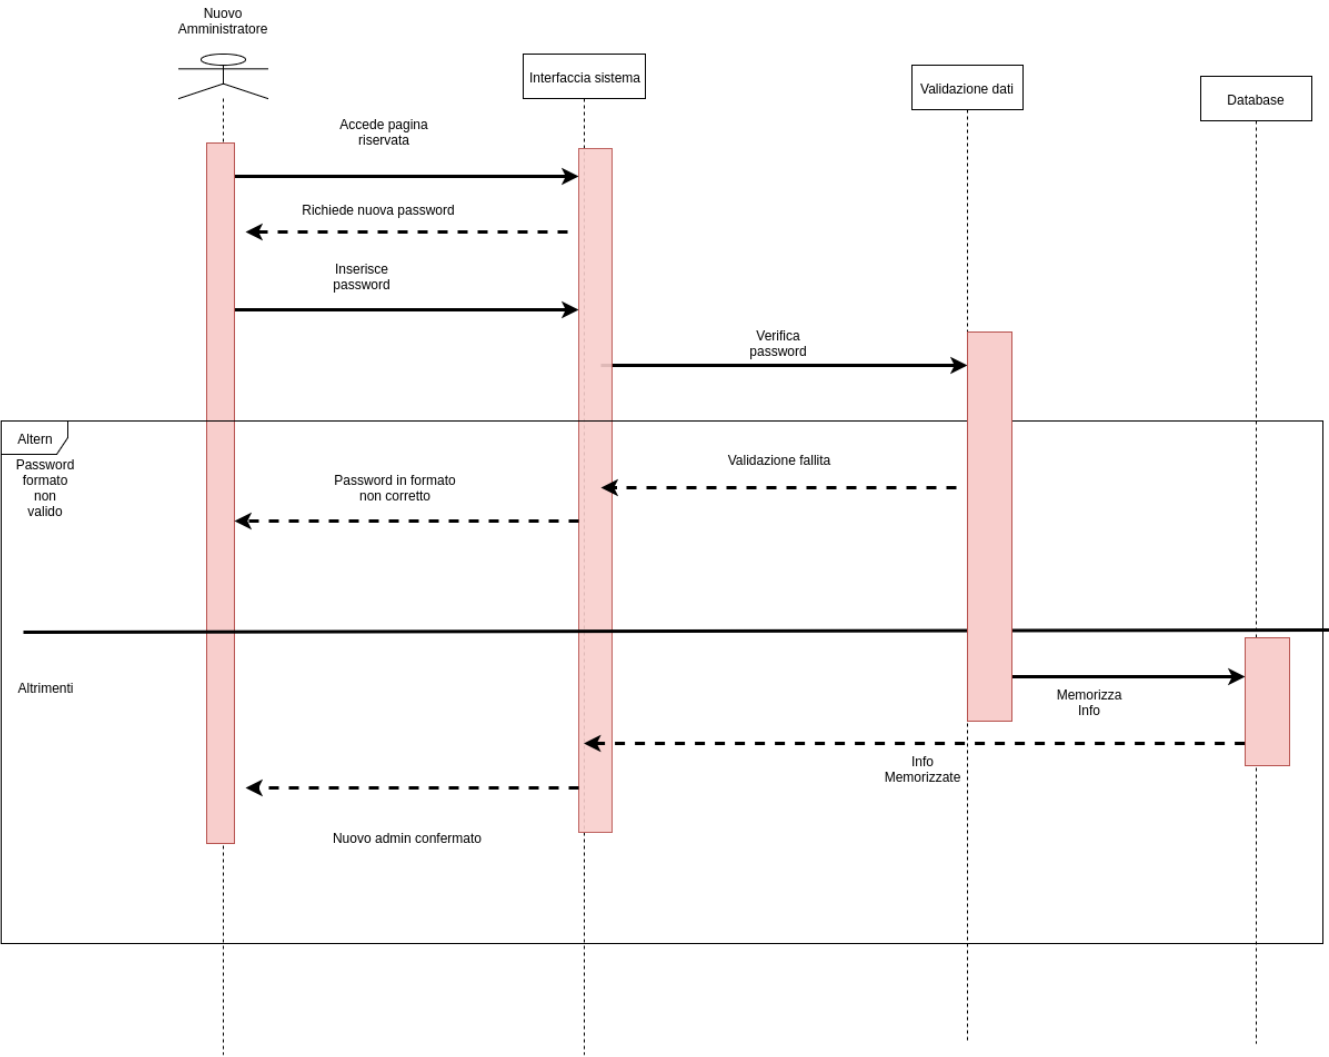 Nuovo
Amministratore
Interfaccia sistema
Validazione dati
Database
Accede pagina
riservata
Richiede nuova password
Inserisce
password
Verifica
password
Altern
Password
formato
non
valido
Validazione fallita
Password in formato
non corretto
Altrimenti
Memorizza
Info
Info
Memorizzate
Nuovo admin confermato